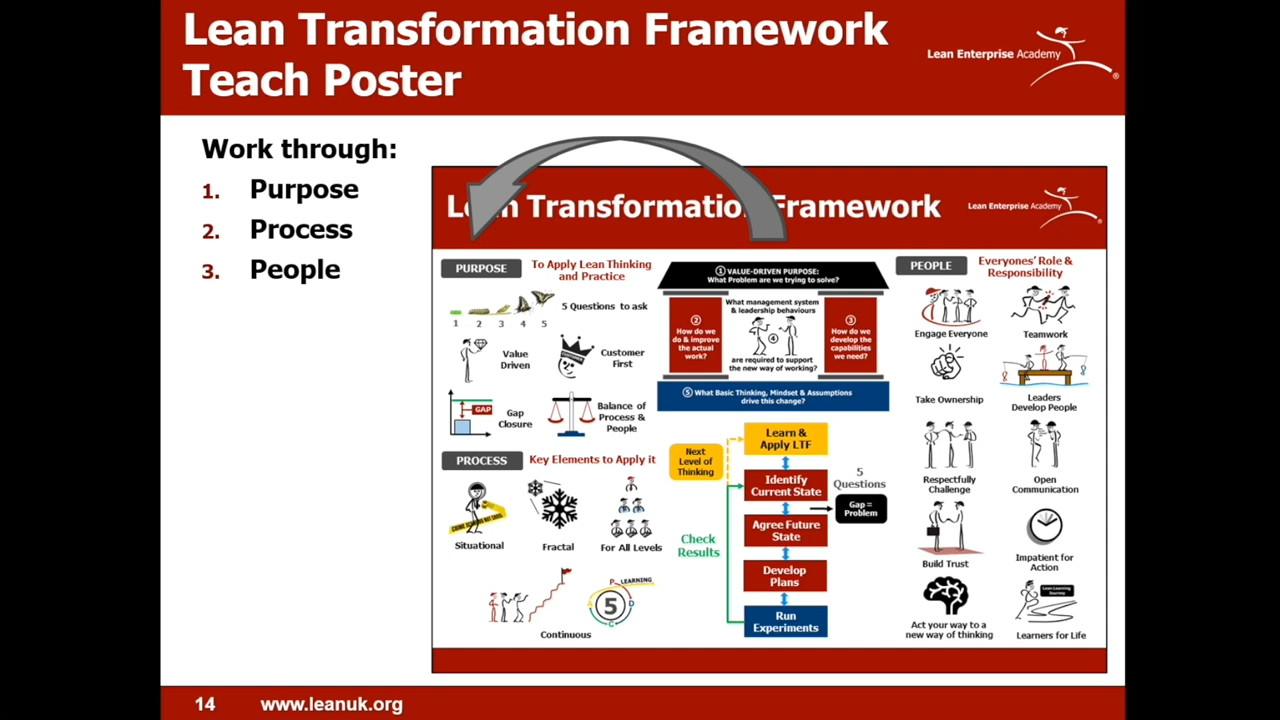 Lean Transformation Framework
Teach Poster
Lean Enterprise Academy
®
Work through:
1. Purpose
2. Process
3. People
Lean Transformation Framework
Lean Enterprise Academy
®
PURPOSE
To Apply Lean Thinking
and Practice
5 Questions to ask
1 2 3 4 5
Value
Driven
Customer
First
GAP
Gap
Closure
Balance of
Process &
People
PROCESS
Key Elements to Apply it
Situational
Fractal
For All Levels
Continuous
P LEARNING
A 5 D
C
① VALUE-DRIVEN PURPOSE:
What Problem are we trying to solve?
②
How do we
do & improve
the actual
work?
What management system
& leadership behaviours
④
are required to support
the new way of working?
③
How do we
develop the
capabilities
we need?
⑤ What Basic Thinking, Mindset & Assumptions
drive this change?
Next
Level of
Thinking
Learn &
Apply LTF
Identify
Current State
5
Questions
Gap =
Problem
Agree Future
State
Check
Results
Develop
Plans
Run
Experiments
PEOPLE
Everyones' Role &
Responsibility
Engage Everyone
Teamwork
Take Ownership
Leaders
Develop People
Respectfully
Challenge
Open
Communication
Build Trust
Impatient for
Action
Act your way to a
new way of thinking
Lean Learning
Journey
Learners for Life
14 www.leanuk.org